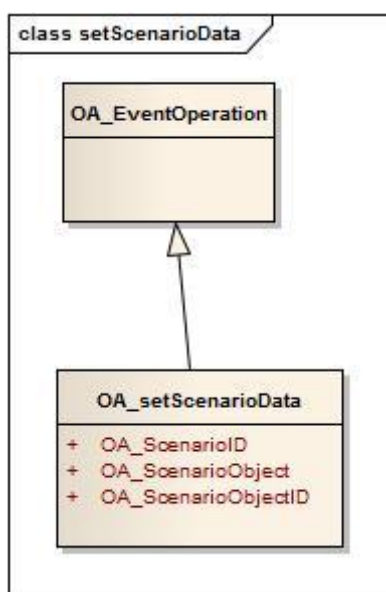 class setScenarioData
OA_EventOperation
OA_setScenarioData
+ OA_ScenarioID
+ OA_ScenarioObject
+ OA_ScenarioObjectID